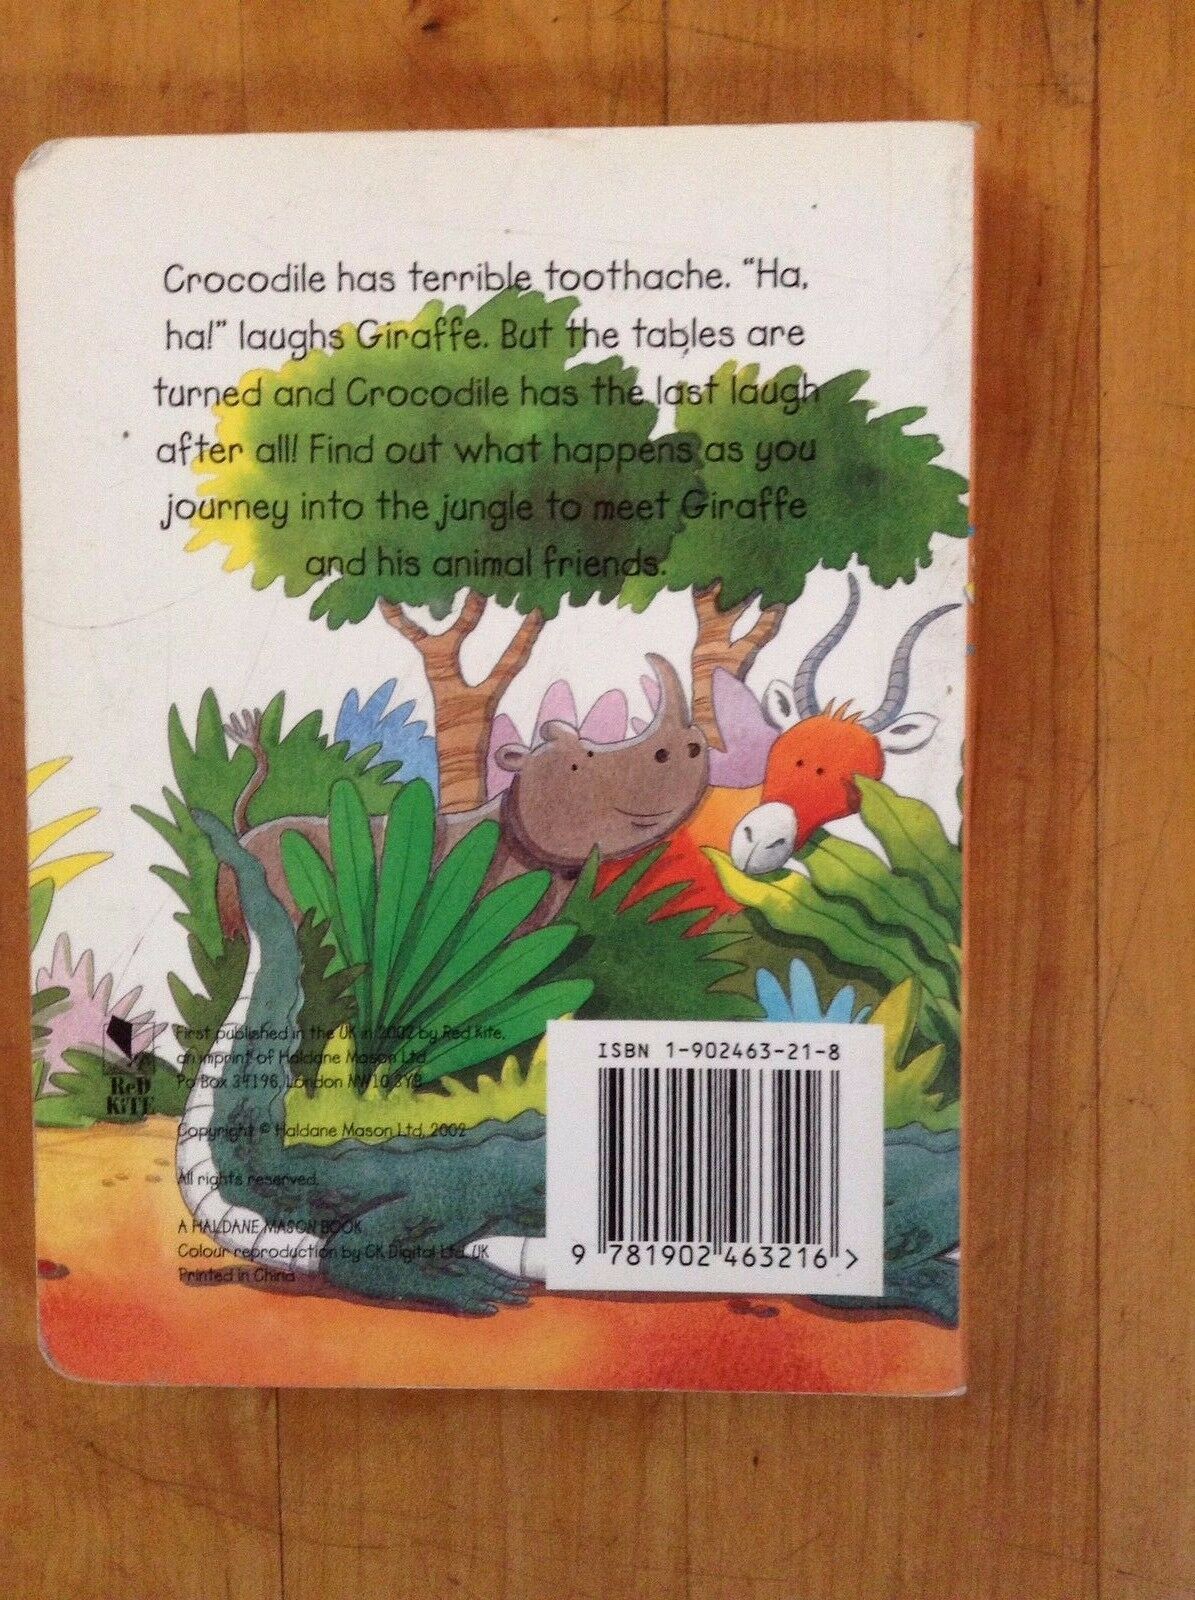 Crocodile has terrible toothache. “Ha,
ha!” laughs Giraffe. But the tables are
turned and Crocodile has the last laugh
after all! Find out what happens as you
journey into the jungle to meet Giraffe
and his animal friends.
First published in the UK in 2002 by Red Kite,
an imprint of Haldane Mason Ltd.
Po Box 34196, London NW10 3YB
Copyright © Haldane Mason Ltd, 2002
All rights reserved.
A HALDANE MASON BOOK
Colour reproduction by CK Digital Ltd, UK
Printed in China
ReD
KiTE
ISBN 1-902463-21-8
9 781902 463216 >